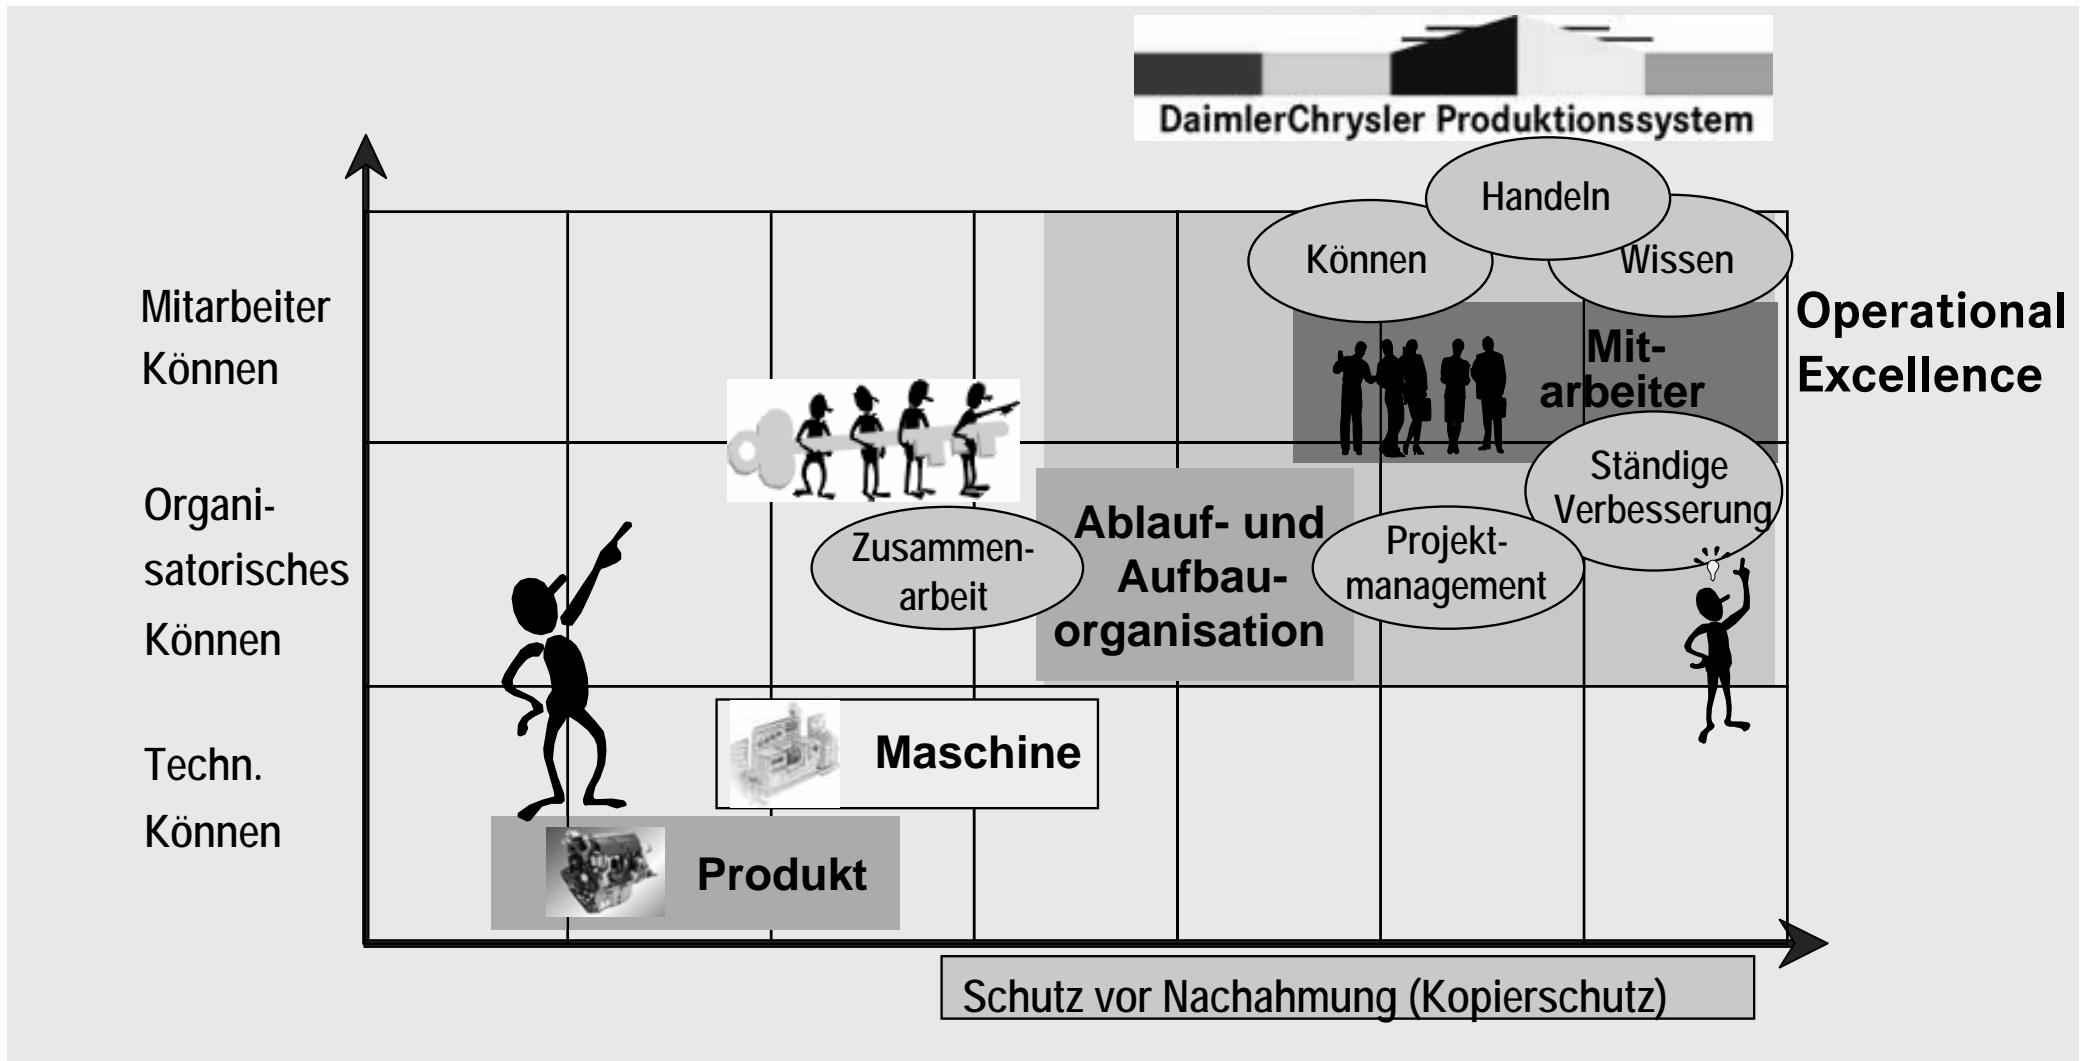 DaimlerChrysler Produktionssystem
Handeln
Können
Wissen
Mitarbeiter
Können
Mit-
arbeiter
Operational
Excellence
Organi-
satorisches
Können
Zusammen-
arbeit
Ablauf- und
Aufbau-
organisation
Projekt-
management
Ständige
Verbesserung
Techn.
Können
Maschine
Produkt
Schutz vor Nachahmung (Kopierschutz)